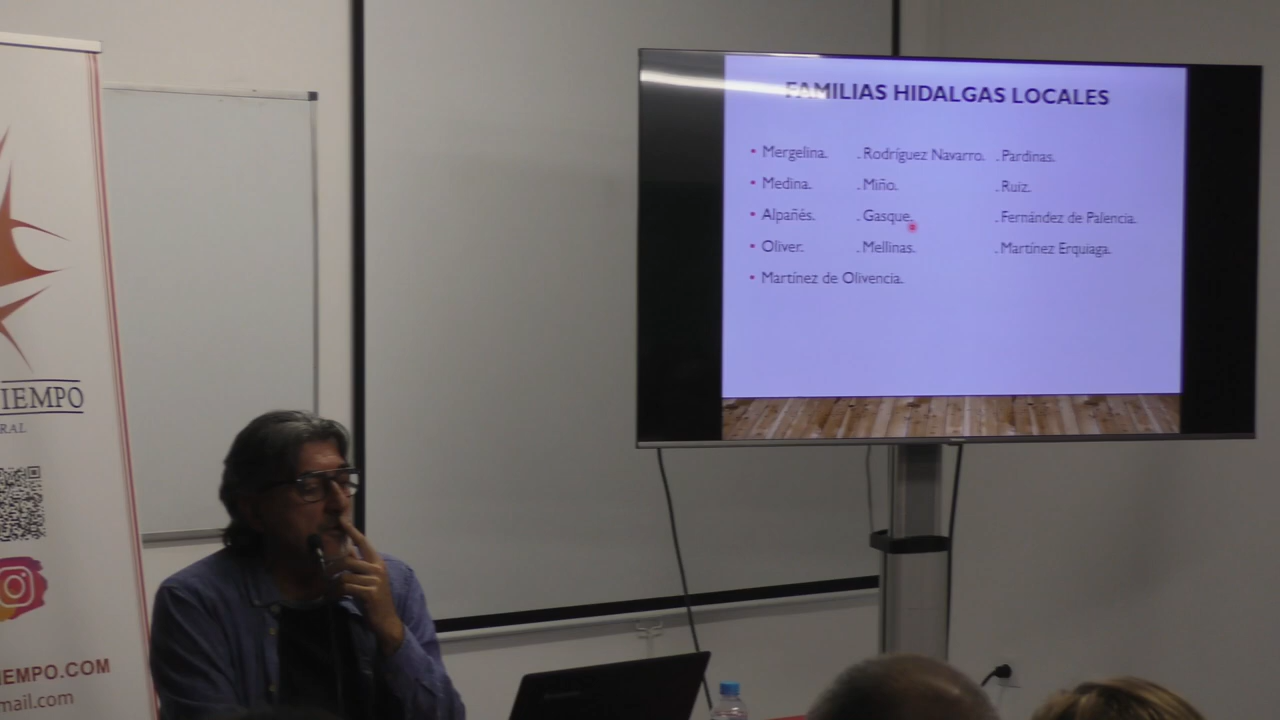 FAMILIAS HIDALGAS LOCALES
• Mergelina. . Rodríguez Navarro. . Pardinas.
• Medina. . Miño. . Ruiz.
• Alpañés. . Gasque. . Fernández de Palencia.
• Oliver. . Mellinas. . Martínez Erquiaga.
• Martínez de Olivencia.
IEMPO
RAL
IEMPO.COM
mail.com